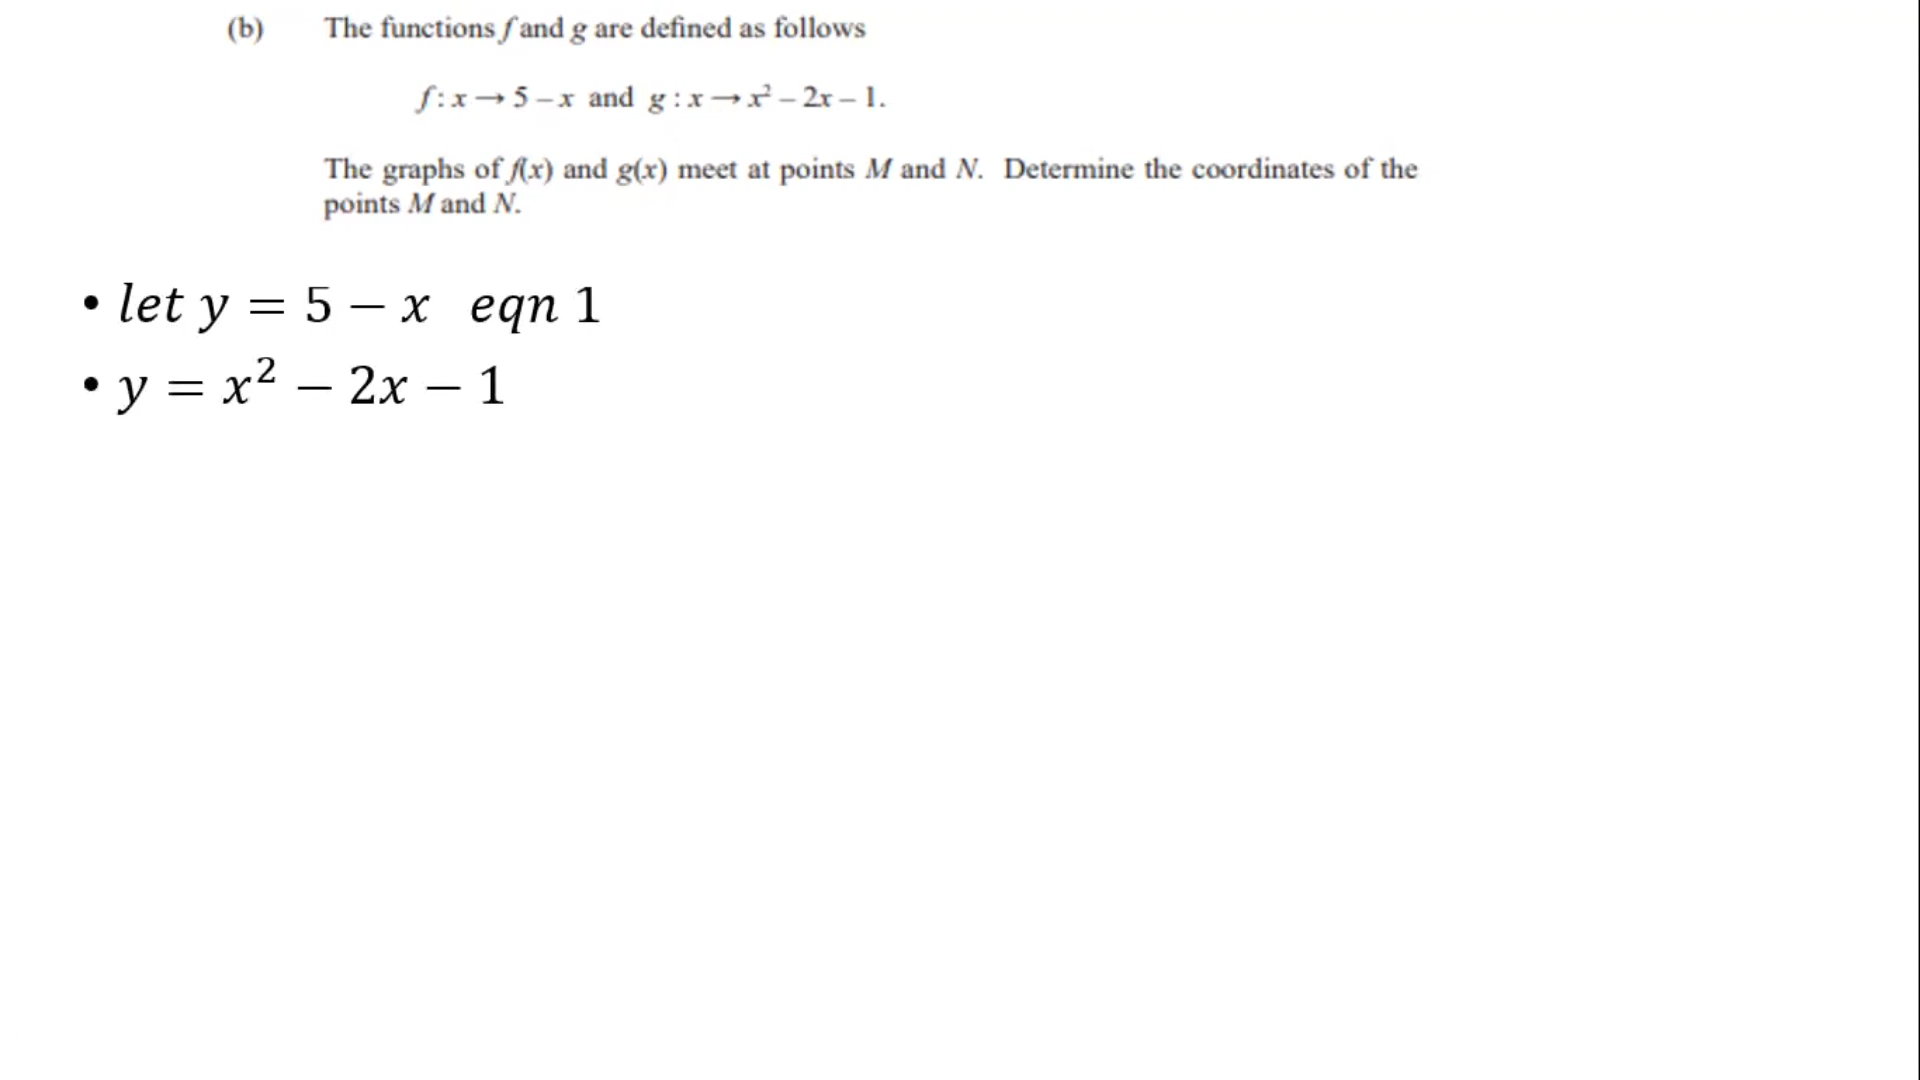 (b) The functions f and g are defined as follows
f : x → 5 – x and g : x → x² – 2x – 1.
The graphs of f(x) and g(x) meet at points M and N. Determine the coordinates of the
points M and N.
• let y = 5 − x eqn 1
• y = x² − 2x − 1